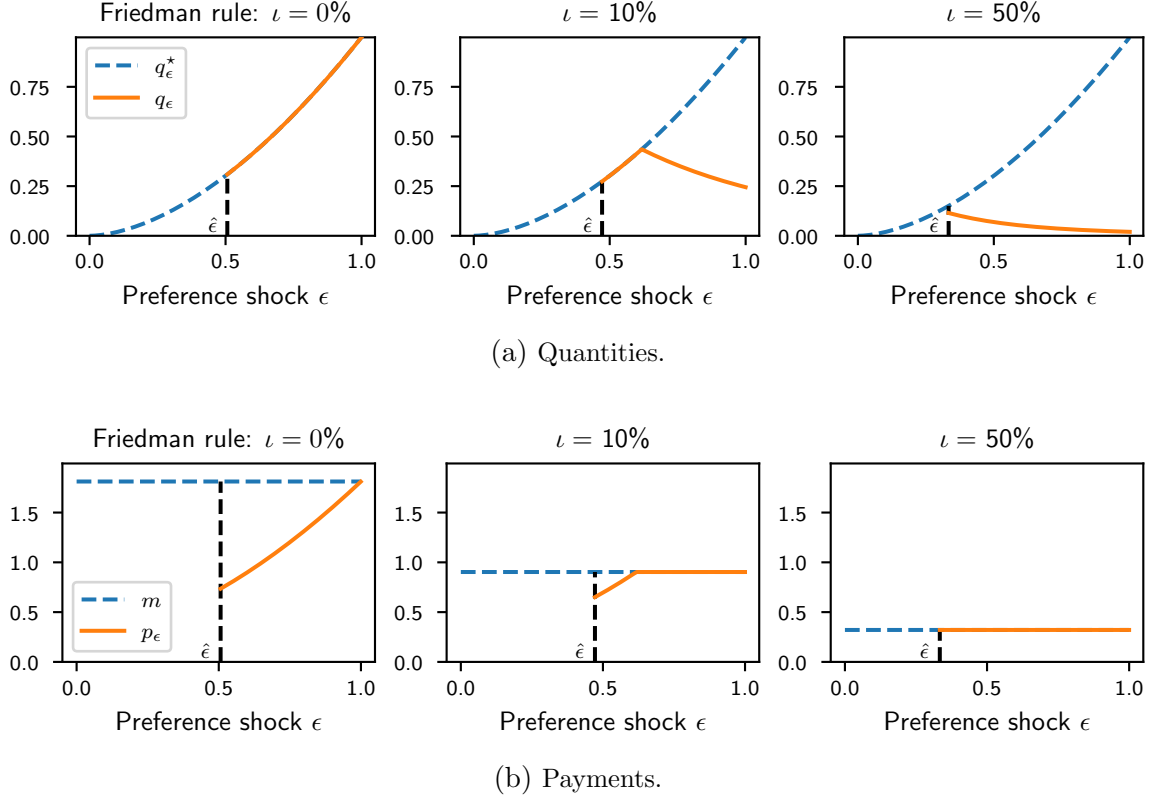 Friedman rule: ι = 0%
ι = 10%
ι = 50%
0.75
0.50
0.25
0.00
q*ϵ
qϵ
ϵ̂
0.0 0.5 1.0
Preference shock ϵ
0.75
0.50
0.25
0.00
ϵ̂
0.0 0.5 1.0
Preference shock ϵ
0.75
0.50
0.25
0.00
ϵ̂
0.0 0.5 1.0
Preference shock ϵ
(a) Quantities.
Friedman rule: ι = 0%
ι = 10%
ι = 50%
1.5
1.0
0.5
0.0
m
pϵ
ϵ̂
0.0 0.5 1.0
Preference shock ϵ
1.5
1.0
0.5
0.0
ϵ̂
0.0 0.5 1.0
Preference shock ϵ
1.5
1.0
0.5
0.0
ϵ̂
0.0 0.5 1.0
Preference shock ϵ
(b) Payments.